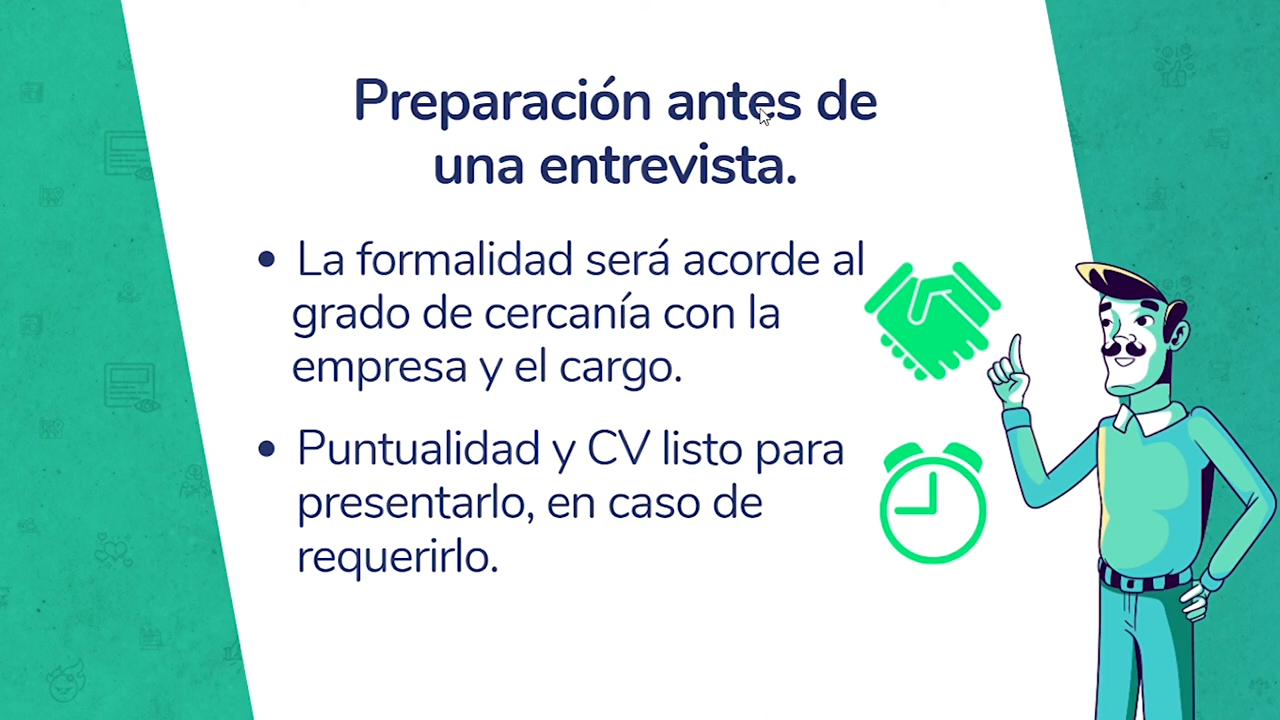 Preparación antes de
una entrevista.
• La formalidad será acorde al
grado de cercanía con la
empresa y el cargo.
• Puntualidad y CV listo para
presentarlo, en caso de
requerirlo.